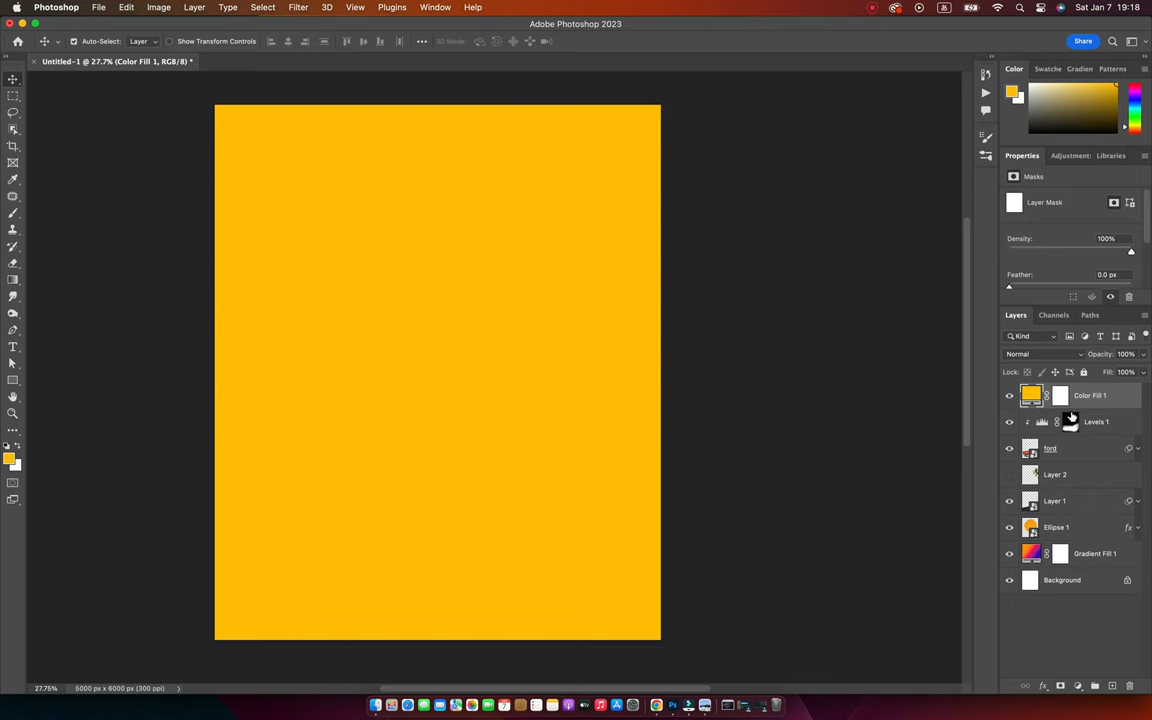 Photoshop File Edit Image Layer Type Select Filter 3D View Plugins Window Help Sat Jan 7 19:18
Adobe Photoshop 2023
Auto-Select: Layer Show Transform Controls 3D Mode: Share
Untitled-1 @ 27.7% (Color Fill 1, RGB/8) *
Color Swatche Gradien Patterns
Properties Adjustment: Libraries
Masks
Layer Mask
Density: 100%
Feather: 0.0 px
Layers Channels Paths
Kind
Normal Opacity: 100%
Lock: Fill: 100%
Color Fill 1
Levels 1
ford
Layer 2
Layer 1
Ellipse 1 fx
Gradient Fill 1
Background
27.75% 5000 px x 6000 px (300 ppi)
fx